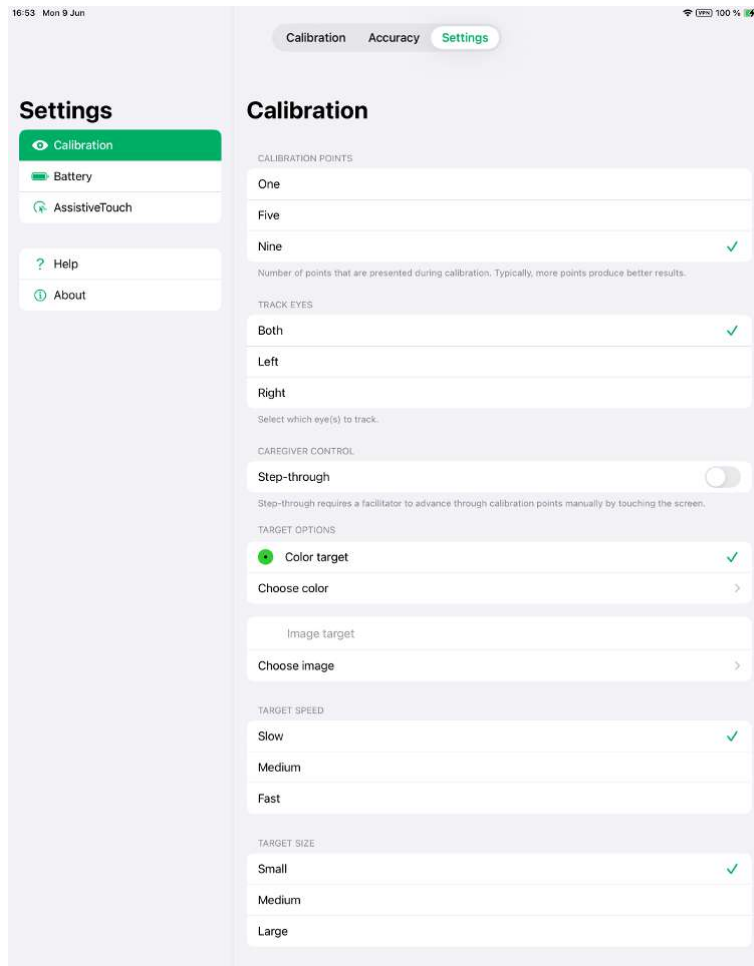 16:53 Mon 9 Jun
VPN 100 %
Calibration Accuracy Settings
Settings
Calibration
Battery
AssistiveTouch
Help
About
Calibration
CALIBRATION POINTS
One
Five
Nine
Number of points that are presented during calibration. Typically, more points produce better results.
TRACK EYES
Both
Left
Right
Select which eye(s) to track.
CAREGIVER CONTROL
Step-through
Step-through requires a facilitator to advance through calibration points manually by touching the screen.
TARGET OPTIONS
Color target
Choose color
Image target
Choose image
TARGET SPEED
Slow
Medium
Fast
TARGET SIZE
Small
Medium
Large